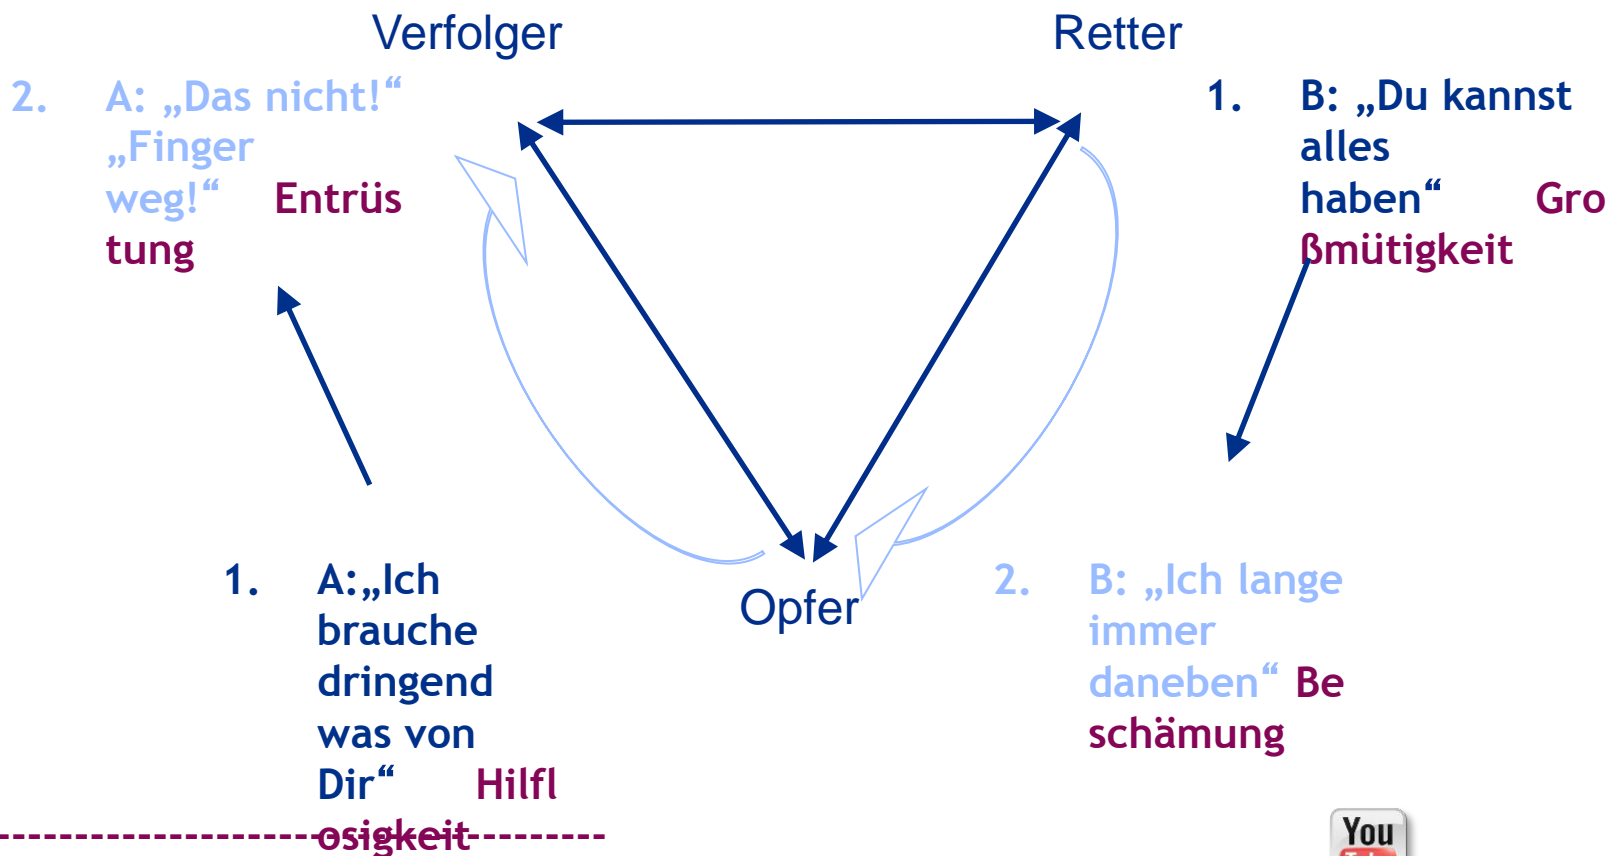 Verfolger
Retter
2. A: „Das nicht!“
„Finger
weg!“ Entrüs
tung
1. B: „Du kannst
alles
haben“ Gro
ßmütigkeit
1. A:„Ich
brauche
dringend
was von
Dir“ Hilfl
osigkeit
Opfer
2. B: „Ich lange
immer
daneben“ Be
schämung
You